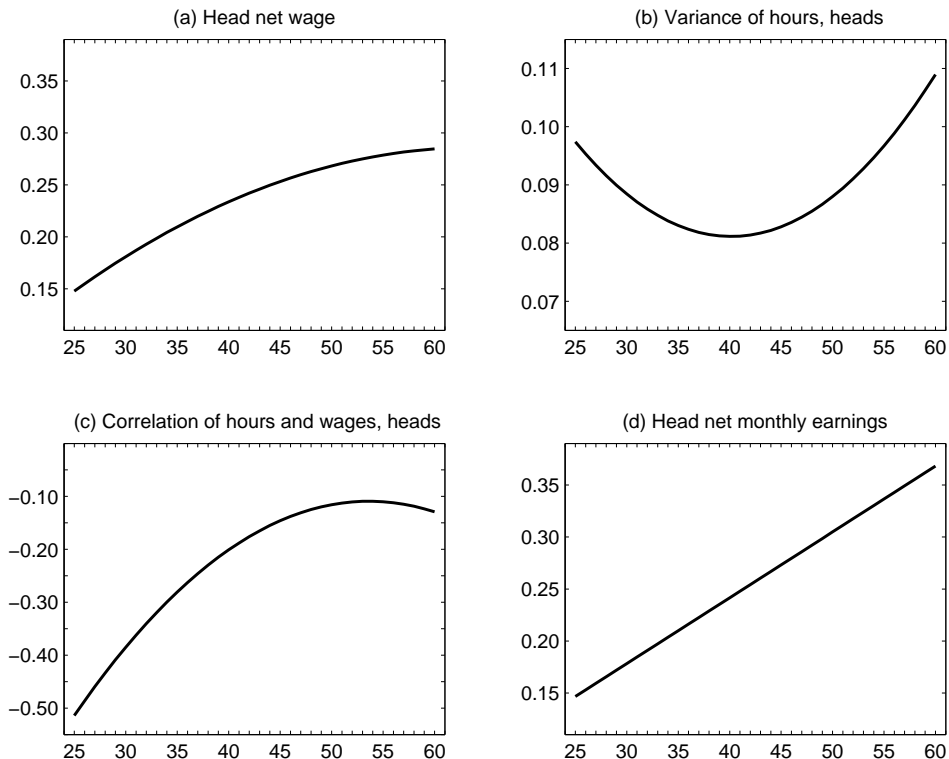 (a) Head net wage
0.35
0.30
0.25
0.20
0.15
25 30 35 40 45 50 55 60
(b) Variance of hours, heads
0.11
0.10
0.09
0.08
0.07
25 30 35 40 45 50 55 60
(c) Correlation of hours and wages, heads
−0.10
−0.20
−0.30
−0.40
−0.50
25 30 35 40 45 50 55 60
(d) Head net monthly earnings
0.35
0.30
0.25
0.20
0.15
25 30 35 40 45 50 55 60